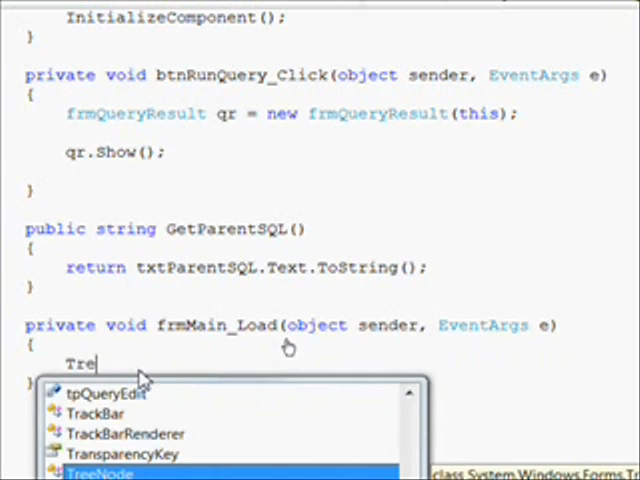 InitializeComponent();
}
private void btnRunQuery_Click(object sender, EventArgs e)
{
frmQueryResult qr = new frmQueryResult(this);
qr.Show();
}
public string GetParentSQL()
{
return txtParentSQL.Text.ToString();
}
private void frmMain_Load(object sender, EventArgs e)
{
Tre
}
tpQueryEdit
TrackBar
TrackBarRenderer
TransparencyKey
TreeNode
class System.Windows.Forms.Tr